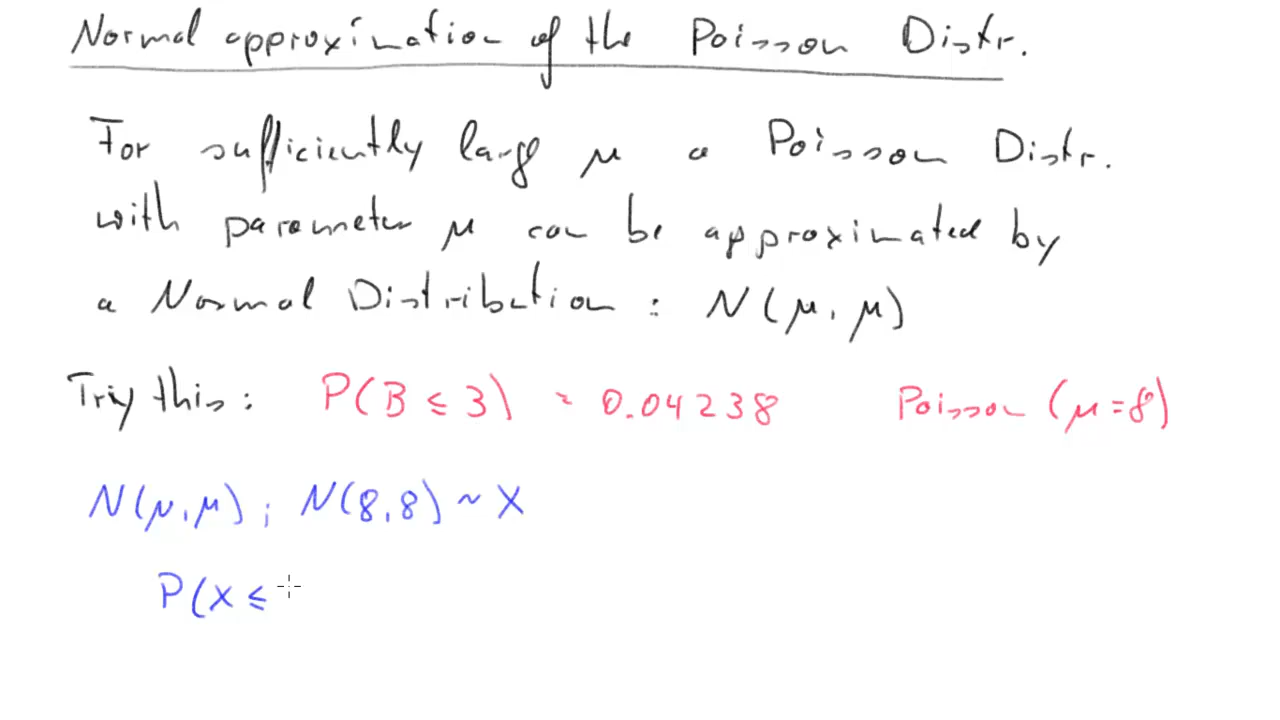 Normal approximation of the Poisson Distr.
For sufficiently large μ a Poisson Distr.
with parameter μ can be approximated by
a Normal Distribution : N(μ, μ)
Try this: P(B ≤ 3) ≈ 0.04238 Poisson (μ=8)
N(μ,μ) ; N(8,8) ~ X
P(X ≤